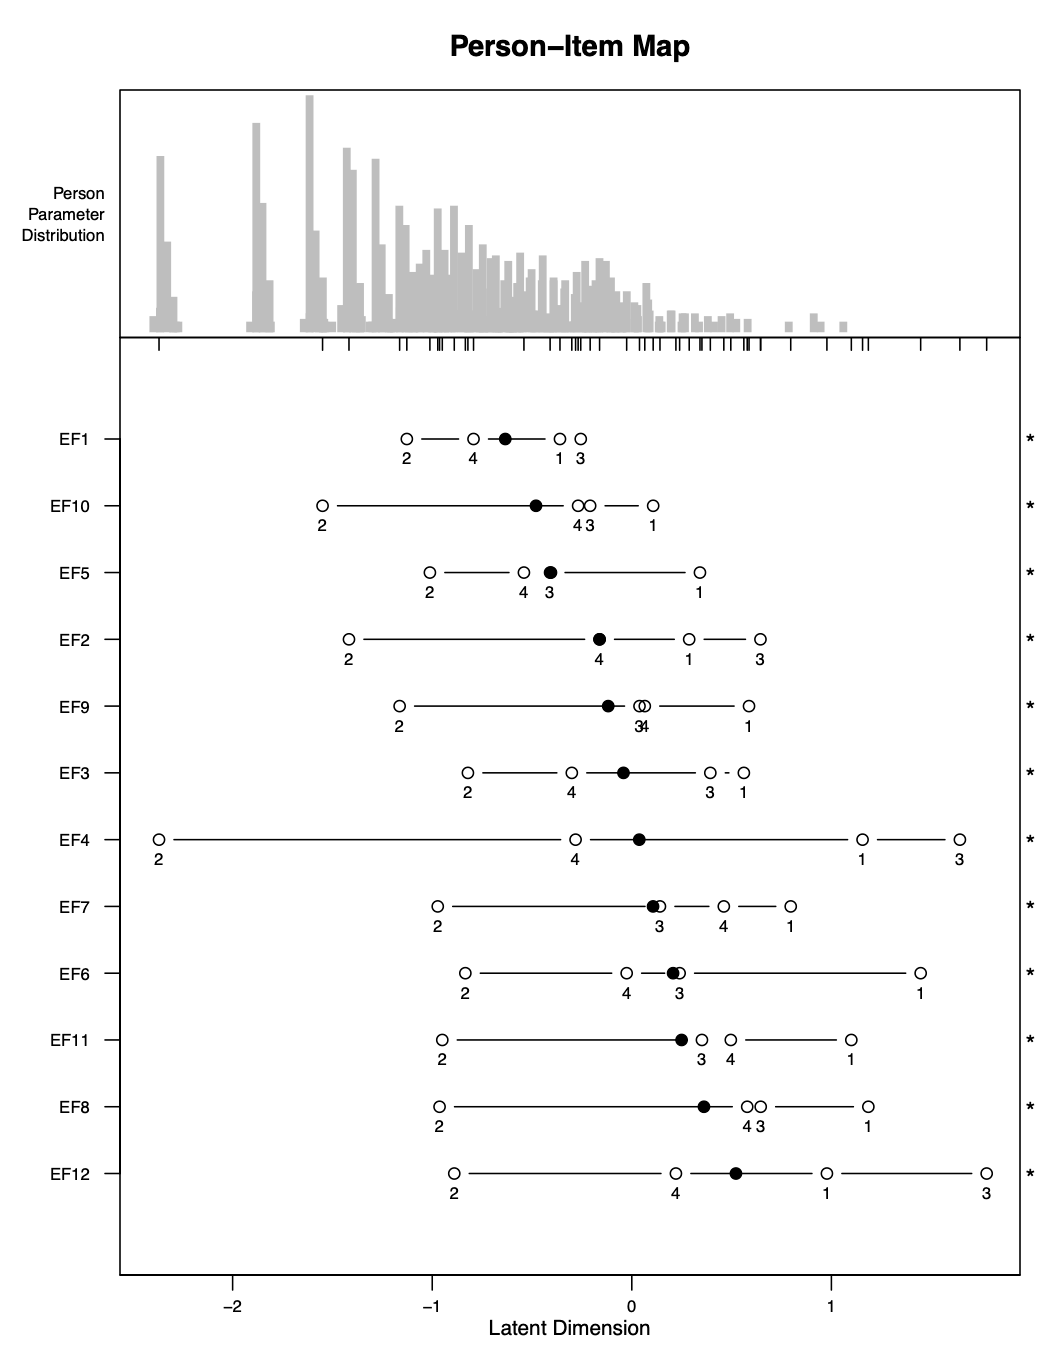 Person–Item Map
Person
Parameter
Distribution
EF1 *
2 4 1 3
EF10 *
2 4 3 1
EF5 *
2 4 3 1
EF2 *
2 4 1 3
EF9 *
2 3 4 1
EF3 *
2 4 3 1
EF4 *
2 4 1 3
EF7 *
2 3 4 1
EF6 *
2 4 3 1
EF11 *
2 3 4 1
EF8 *
2 4 3 1
EF12 *
2 4 1 3
−2 −1 0 1
Latent Dimension